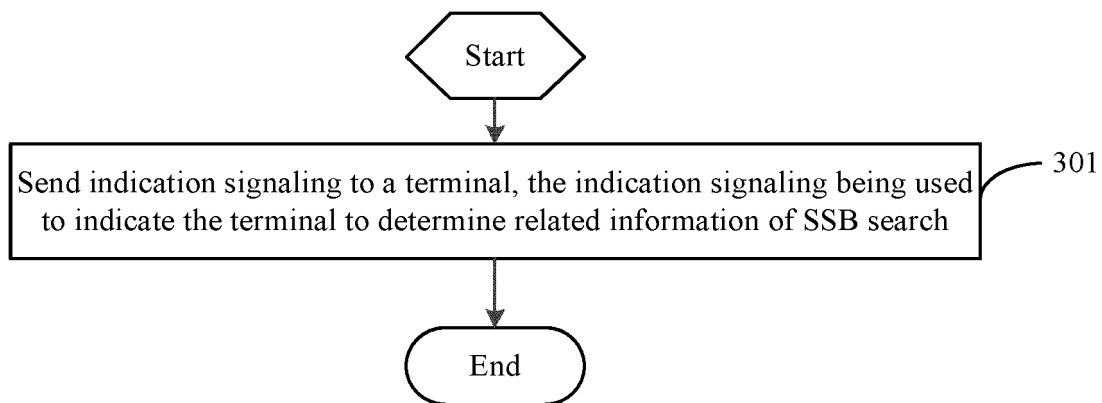 Start
Send indication signaling to a terminal, the indication signaling being used
to indicate the terminal to determine related information of SSB search
301
End